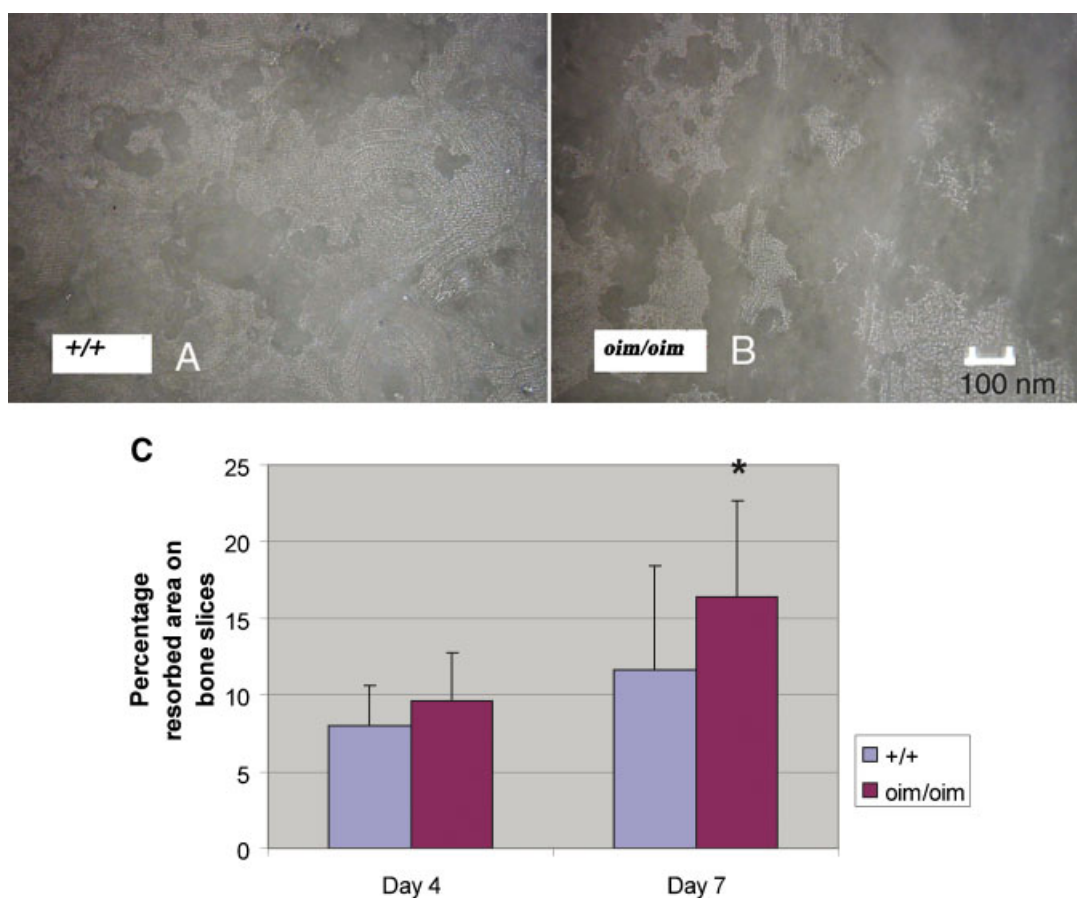 +/+ A
oim/oim B
100 nm
C
Percentage
resorbed area on
bone slices
25
*
20
15
10
5
0
Day 4 Day 7
+/+
oim/oim